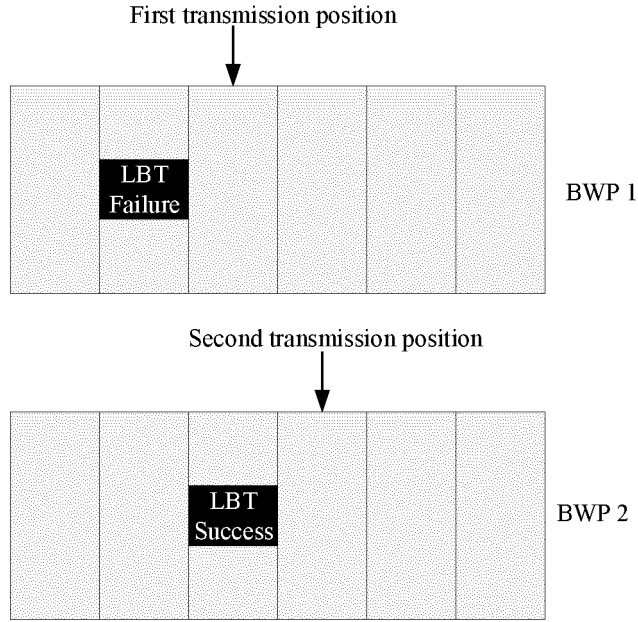 First transmission position
LBT
Failure
BWP 1
Second transmission position
LBT
Success
BWP 2